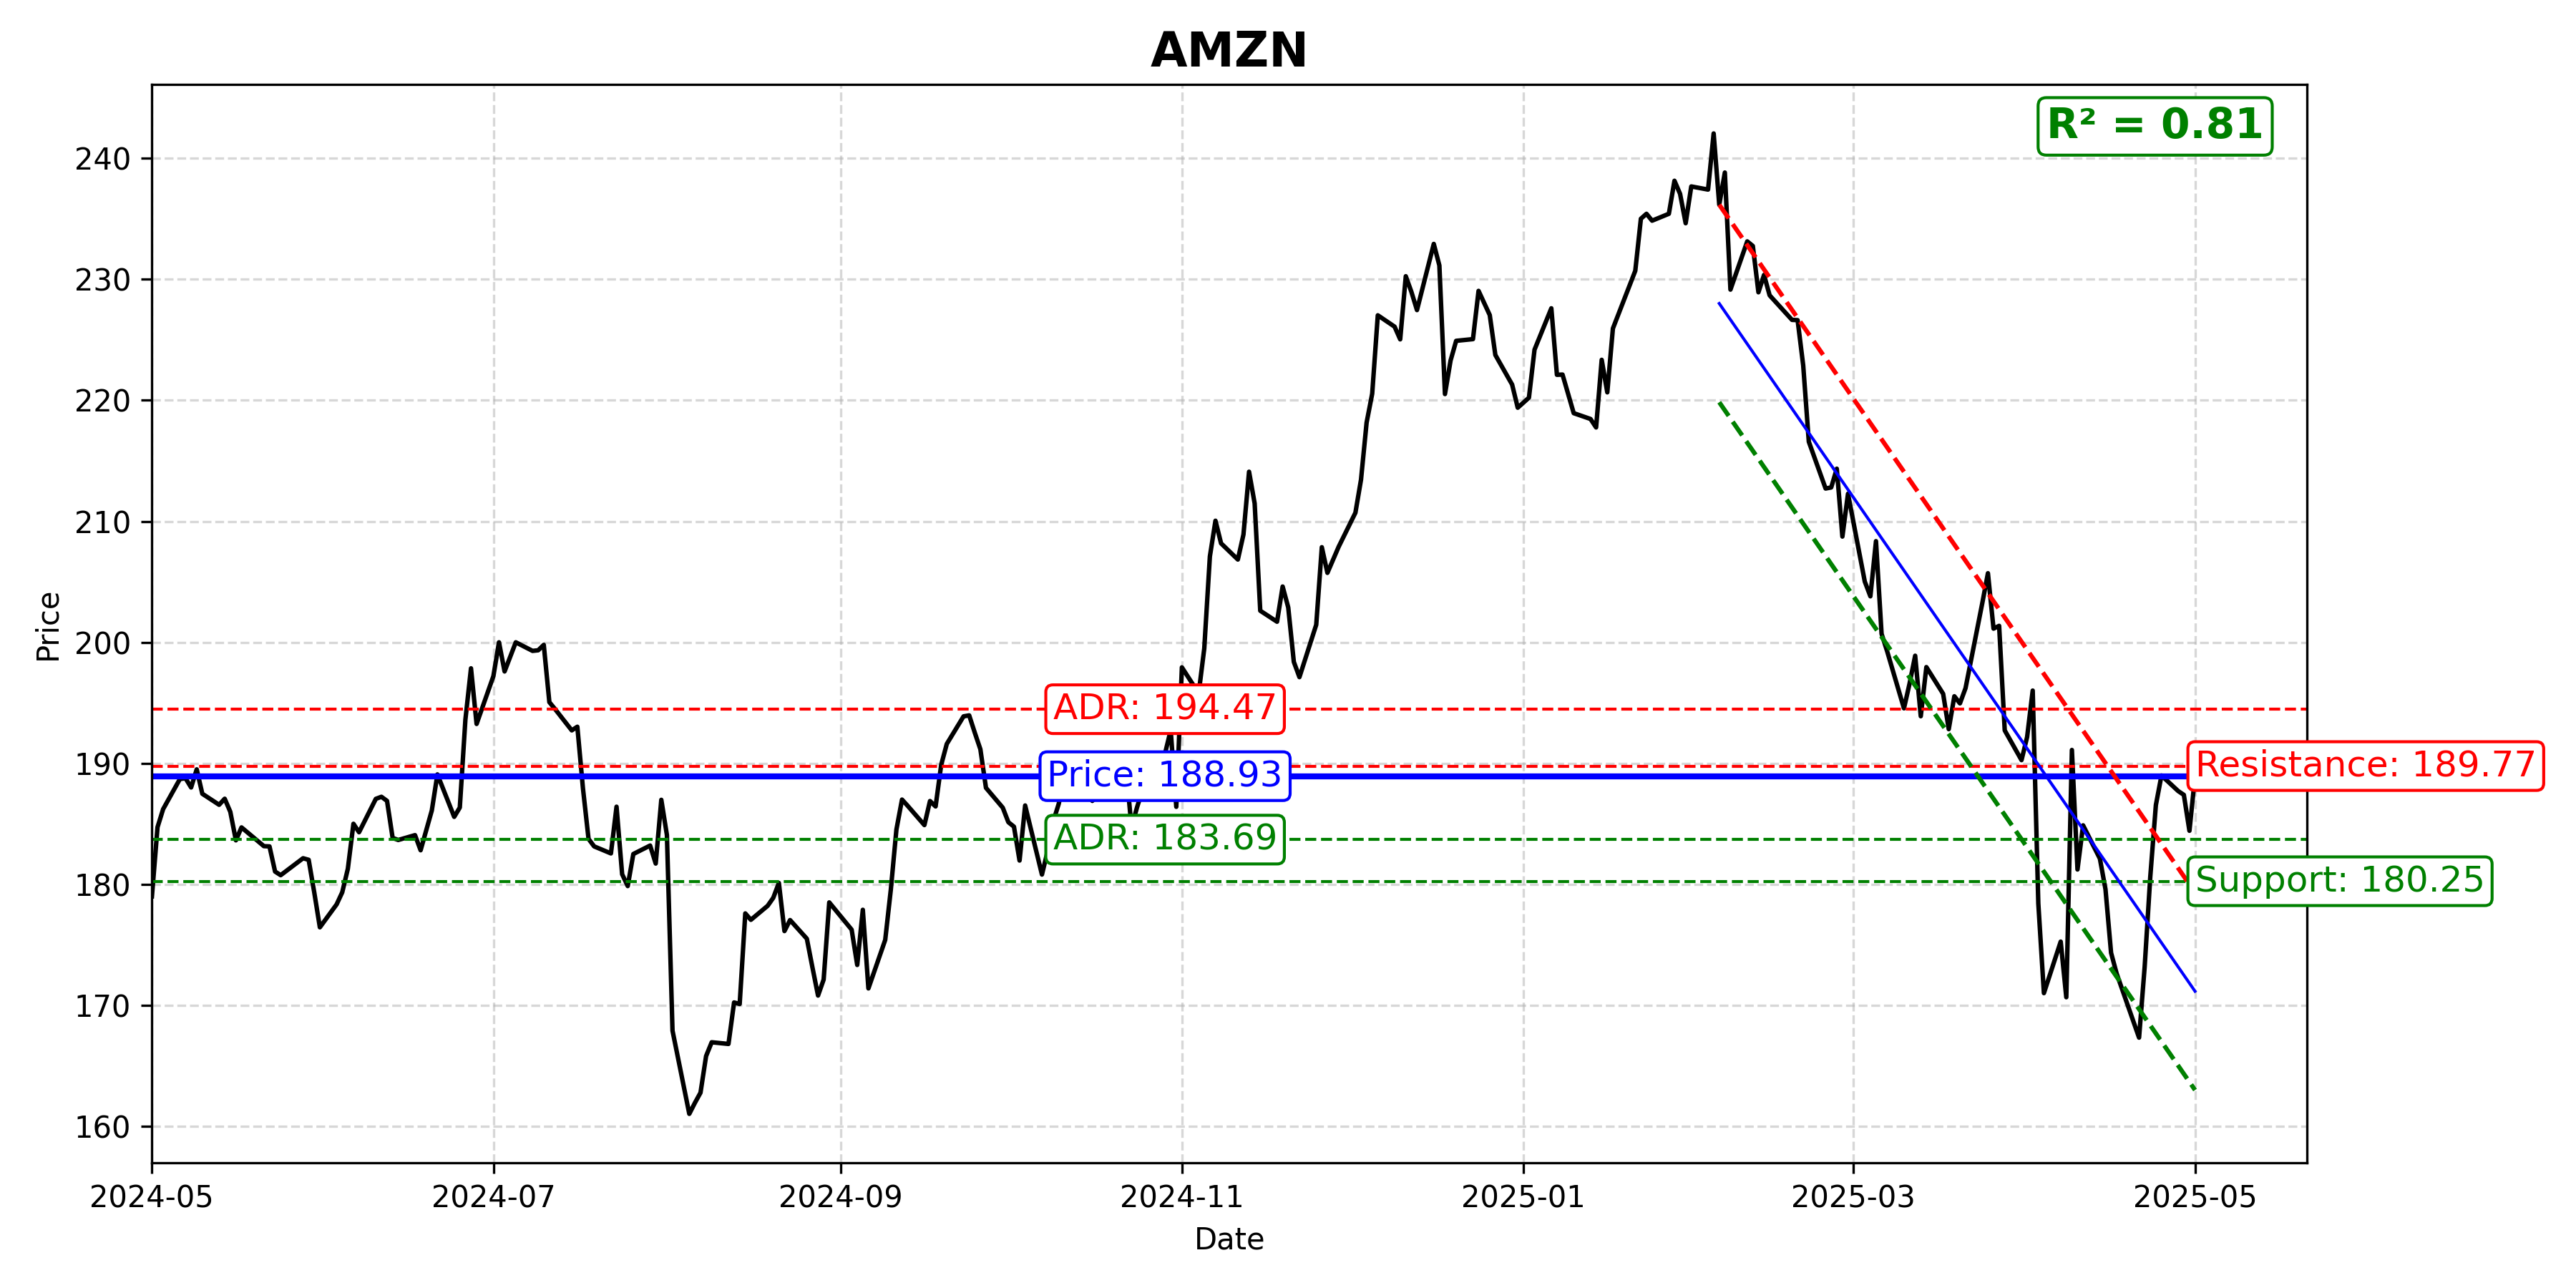 AMZN
R² = 0.81
240
230
220
210
200
190
180
170
160
Price
ADR: 194.47
Price: 188.93
ADR: 183.69
Resistance: 189.77
Support: 180.25
2024-05
2024-07
2024-09
2024-11
2025-01
2025-03
2025-05
Date